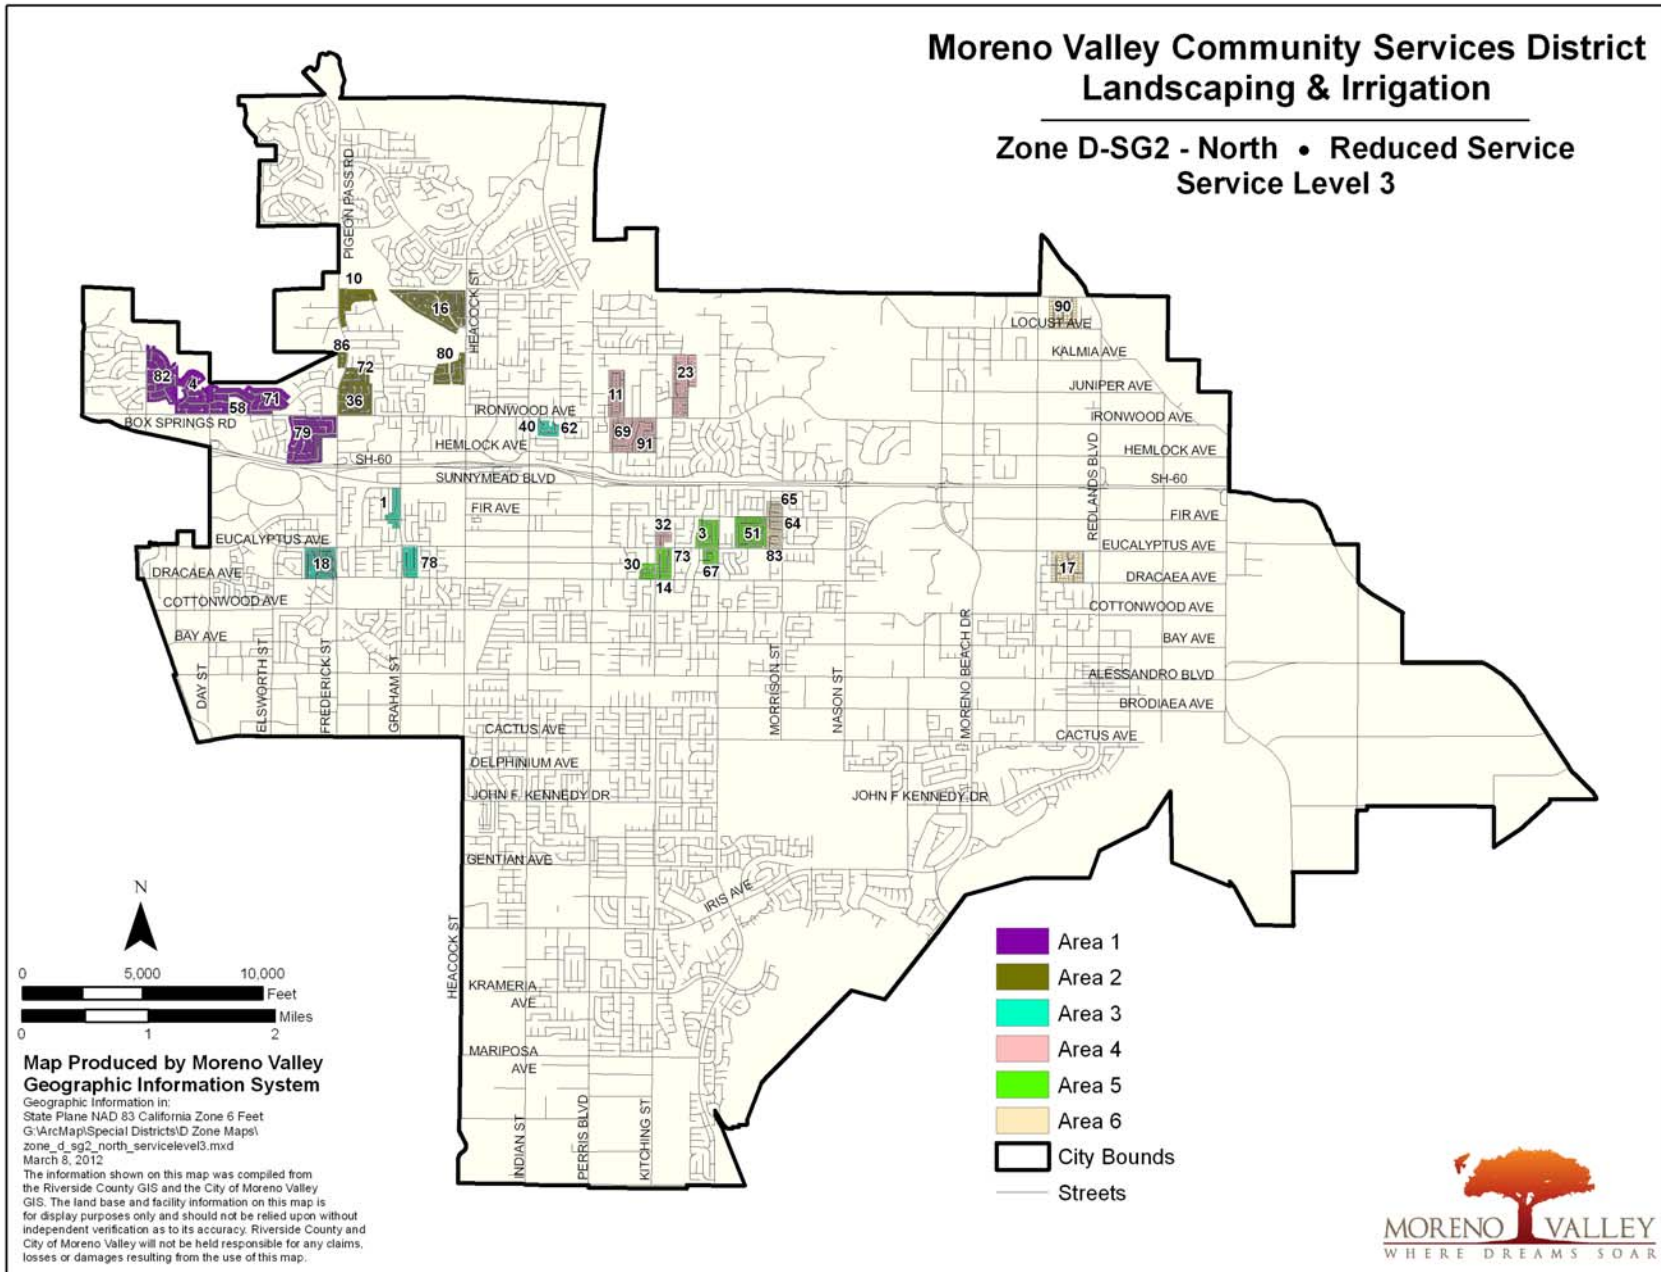 Moreno Valley Community Services District
Landscaping & Irrigation
Zone D-SG2 - North • Reduced Service
Service Level 3
PIGEON PASS RD
HEACOCK ST
10
16
90
LOCUST AVE
86
80
KALMIA AVE
72
82
4
23
71
58
36
11
JUNIPER AVE
IRONWOOD AVE
IRONWOOD AVE
BOX SPRINGS RD
79
40
62
69
91
HEMLOCK AVE
HEMLOCK AVE
REDLANDS BLVD
SH-60
SUNNYMEAD BLVD
SH-60
1
FIR AVE
65
FIR AVE
32
3
51
64
EUCALYPTUS AVE
EUCALYPTUS AVE
18
78
30
73
67
83
17
DRACAEA AVE
14
DRACAEA AVE
COTTONWOOD AVE
COTTONWOOD AVE
BAY AVE
BAY AVE
DAY ST
ELSWORTH ST
FREDERICK ST
GRAHAM ST
MORRISON ST
NASON ST
MORENO BEACH DR
ALESSANDRO BLVD
BRODIAEA AVE
CACTUS AVE
CACTUS AVE
DELPHINIUM AVE
JOHN F. KENNEDY DR
JOHN F KENNEDY DR
GENTIAN AVE
IRIS AVE
HEACOCK ST
KRAMERIA
AVE
MARIPOSA
AVE
INDIAN ST
PERRIS BLVD
KITCHING ST
N
0 5,000 10,000
Feet
Miles
0 1 2
Map Produced by Moreno Valley
Geographic Information System
Geographic Information in:
State Plane NAD 83 California Zone 6 Feet
G:\ArcMap\Special Districts\D Zone Maps\
zone_d_sg2_north_servicelevel3.mxd
March 8, 2012
The information shown on this map was compiled from
the Riverside County GIS and the City of Moreno Valley
GIS. The land base and facility information on this map is
for display purposes only and should not be relied upon without
independent verification as to its accuracy. Riverside County and
City of Moreno Valley will not be held responsible for any claims,
losses or damages resulting from the use of this map.
Area 1
Area 2
Area 3
Area 4
Area 5
Area 6
City Bounds
Streets
MORENO VALLEY
WHERE DREAMS SOAR